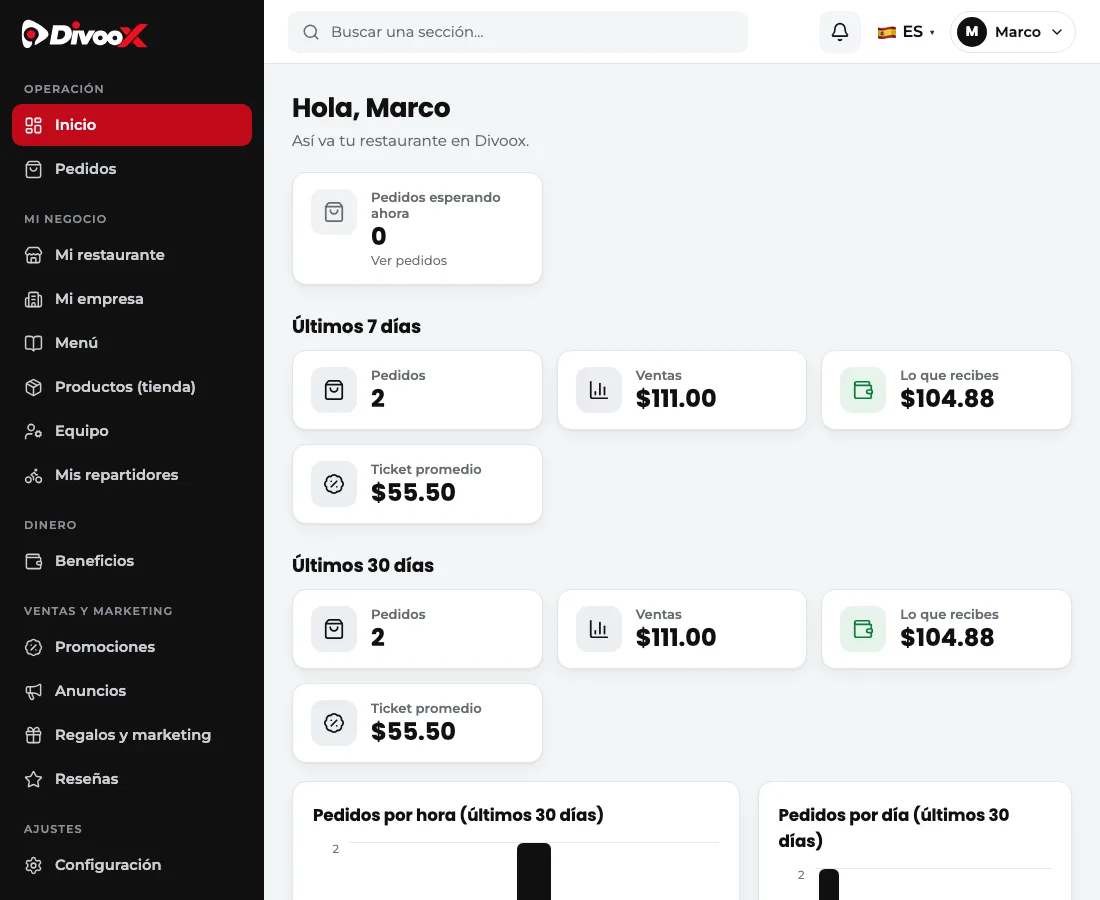 DivooX
Buscar una sección...
ES
M
Marco
OPERACIÓN
Inicio
Pedidos
MI NEGOCIO
Mi restaurante
Mi empresa
Menú
Productos (tienda)
Equipo
Mis repartidores
DINERO
Beneficios
VENTAS Y MARKETING
Promociones
Anuncios
Regalos y marketing
Reseñas
AJUSTES
Configuración
Hola, Marco
Así va tu restaurante en Divoox.
Pedidos esperando
ahora
0
Ver pedidos
Últimos 7 días
Pedidos
2
Ventas
$111.00
Lo que recibes
$104.88
Ticket promedio
$55.50
Últimos 30 días
Pedidos
2
Ventas
$111.00
Lo que recibes
$104.88
Ticket promedio
$55.50
Pedidos por hora (últimos 30 días)
2
Pedidos por día (últimos 30
días)
2